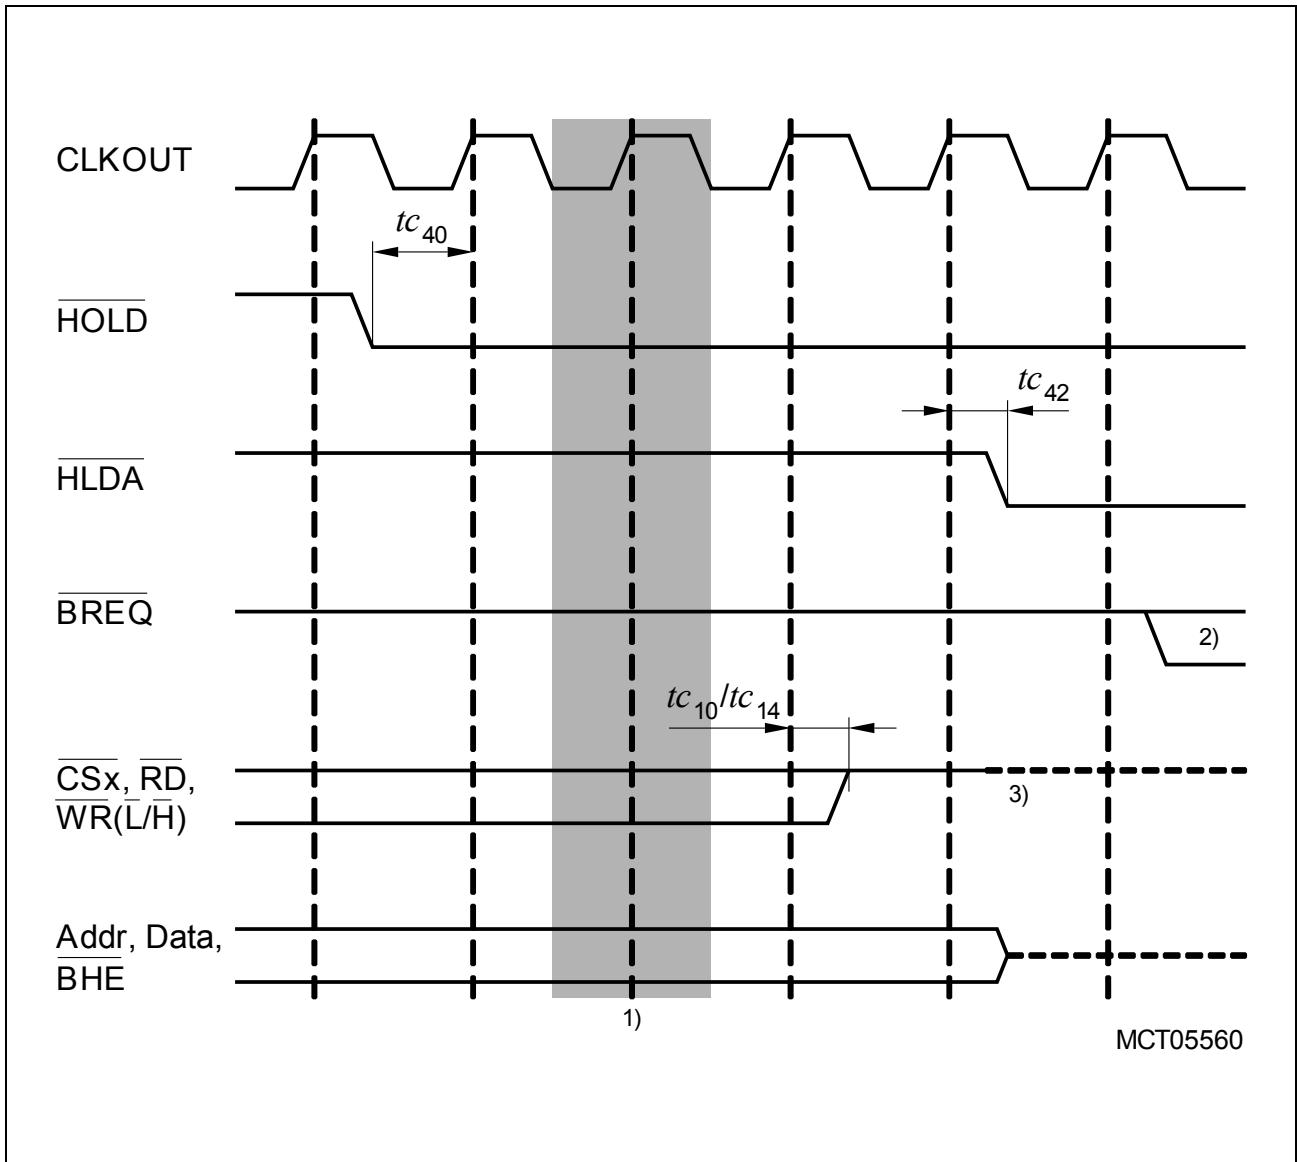 CLKOUT
tc40
HOLD
tc42
HLDA
BREQ
2)
tc10/tc14
CSx, RD,
WR(L/H)
3)
Addr, Data,
BHE
1)
MCT05560